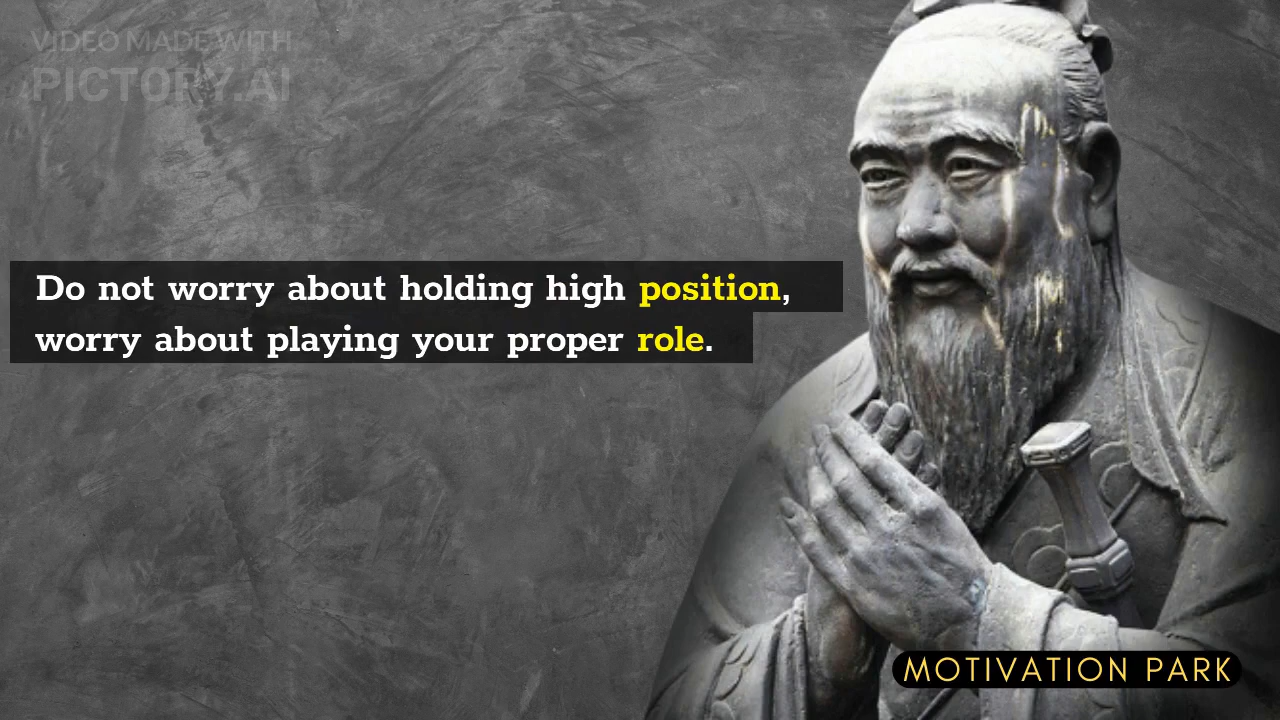 VIDEO MADE WITH
PICTORY.AI
Do not worry about holding high position,
worry about playing your proper role.
MOTIVATION PARK